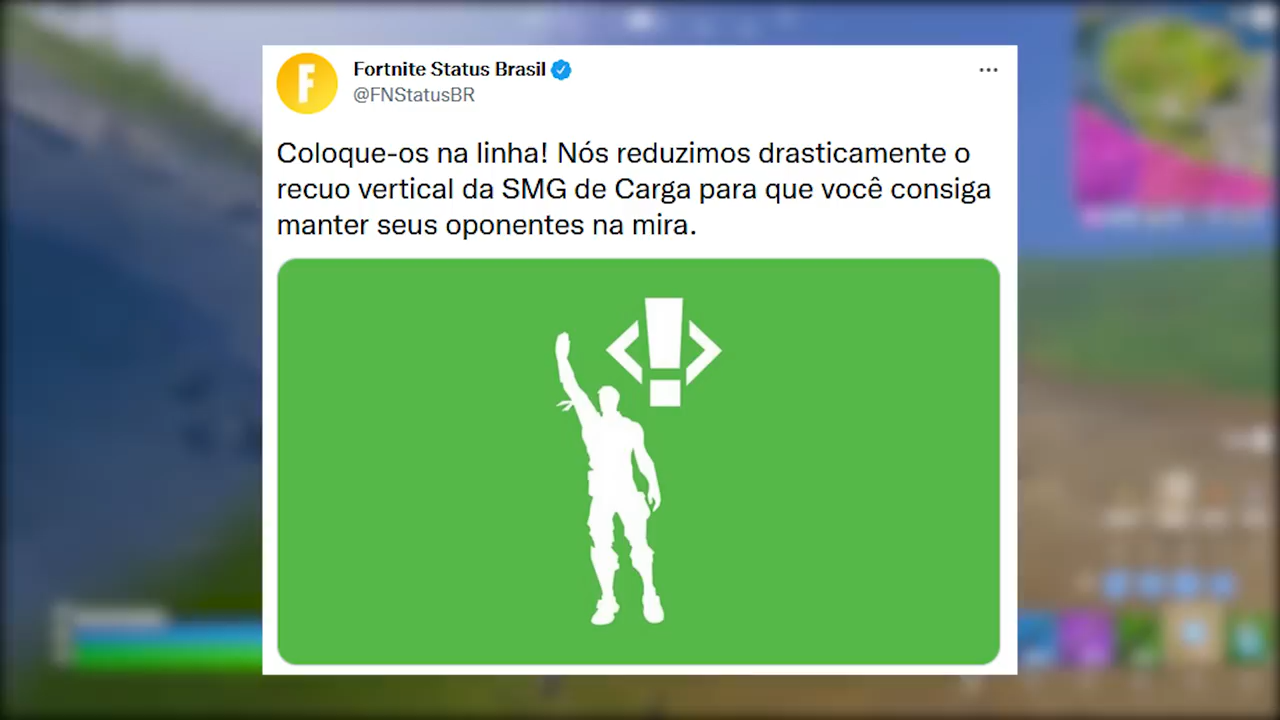 Fortnite Status Brasil
@FNStatusBR
Coloque-os na linha! Nós reduzimos drasticamente o
recuo vertical da SMG de Carga para que você consiga
manter seus oponentes na mira.